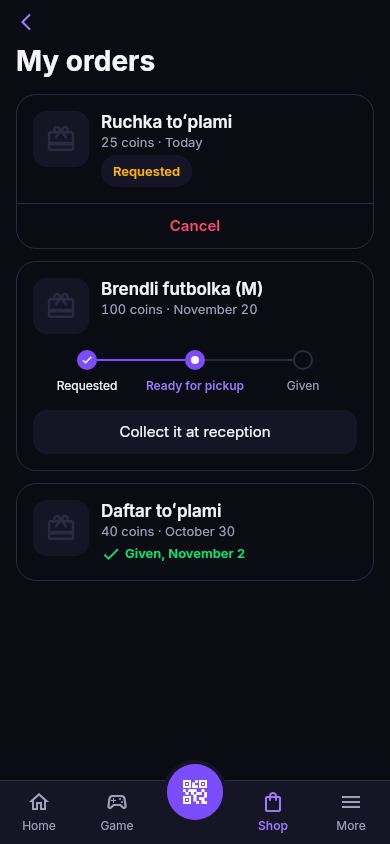 My orders
Ruchka toʻplami
25 coins · Today
Requested
Cancel
Brendli futbolka (M)
100 coins · November 20
Requested Ready for pickup Given
Collect it at reception
Daftar toʻplami
40 coins · October 30
Given, November 2
Home Game Shop More